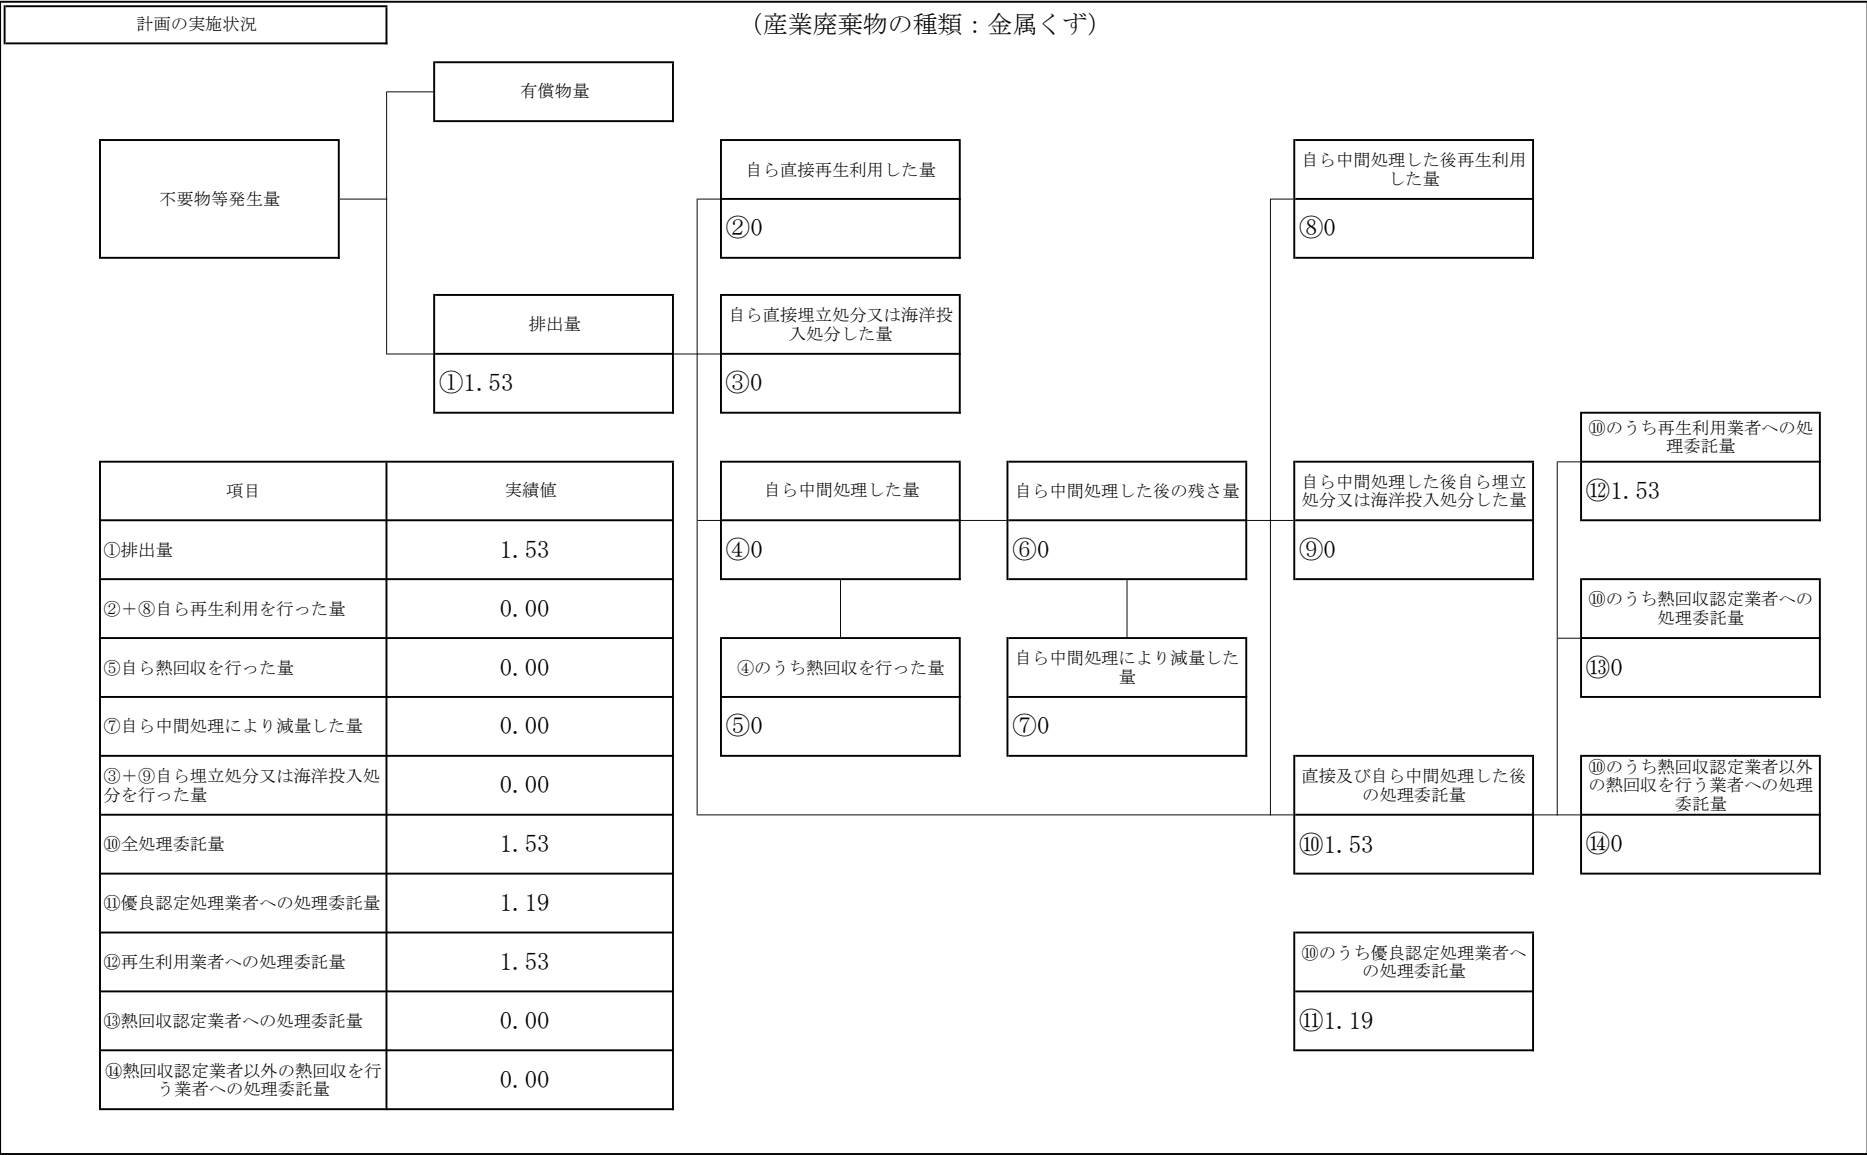 計画の実施状況
（産業廃棄物の種類：金属くず）
有償物量
不要物等発生量
排出量
①1.53
自ら直接再生利用した量
②0
自ら直接埋立処分又は海洋投
入処分した量
③0
自ら中間処理した後再生利用
した量
⑧0
自ら中間処理した量
④0
自ら中間処理した後の残さ量
⑥0
自ら中間処理した後自ら埋立
処分又は海洋投入処分した量
⑨0
⑩のうち再生利用業者への処
理委託量
⑫1.53
④のうち熱回収を行った量
⑤0
自ら中間処理により減量した
量
⑦0
⑩のうち熱回収認定業者への
処理委託量
⑬0
直接及び自ら中間処理した後
の処理委託量
⑩1.53
⑩のうち熱回収認定業者以外
の熱回収を行う業者への処理
委託量
⑭0
⑩のうち優良認定処理業者へ
の処理委託量
⑪1.19
項目 実績値
①排出量 1.53
②＋⑧自ら再生利用を行った量 0.00
⑤自ら熱回収を行った量 0.00
⑦自ら中間処理により減量した量 0.00
③＋⑨自ら埋立処分又は海洋投入処
分を行った量 0.00
⑩全処理委託量 1.53
⑪優良認定処理業者への処理委託量 1.19
⑫再生利用業者への処理委託量 1.53
⑬熱回収認定業者への処理委託量 0.00
⑭熱回収認定業者以外の熱回収を行
う業者への処理委託量 0.00